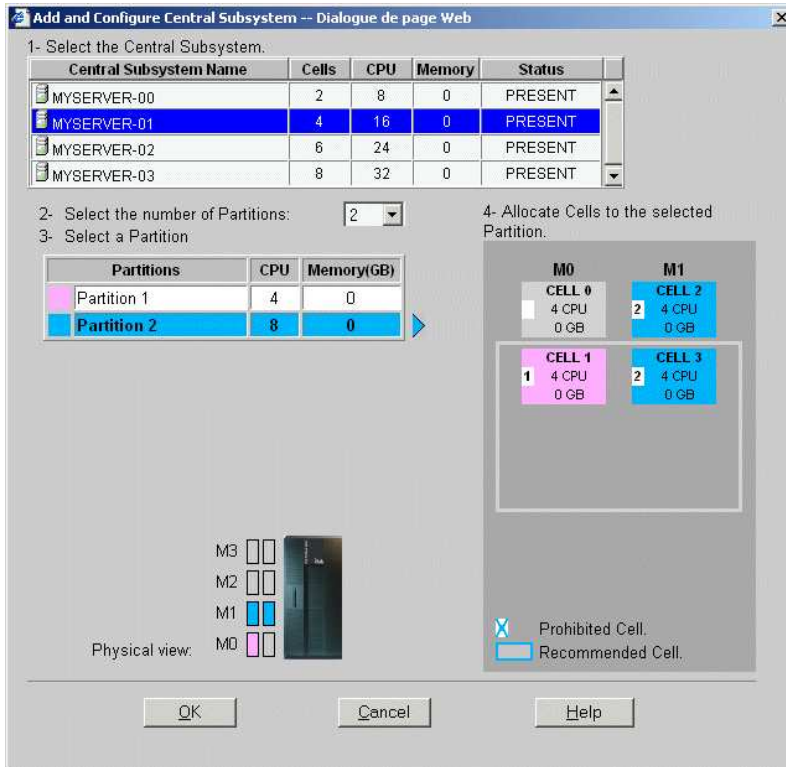 Add and Configure Central Subsystem -- Dialogue de page Web
1- Select the Central Subsystem.
Central Subsystem Name Cells CPU Memory Status
MYSERVER-00 2 8 0 PRESENT
MYSERVER-01 4 16 0 PRESENT
MYSERVER-02 6 24 0 PRESENT
MYSERVER-03 8 32 0 PRESENT
2- Select the number of Partitions: 2
3- Select a Partition
Partitions CPU Memory(GB)
Partition 1 4 0
Partition 2 8 0
4- Allocate Cells to the selected
Partition.
M0 M1
CELL 0
4 CPU
0 GB
CELL 2
2 4 CPU
0 GB
CELL 1
1 4 CPU
0 GB
CELL 3
2 4 CPU
0 GB
M3
M2
M1
Physical view: M0
Prohibited Cell.
Recommended Cell.
OK Cancel Help